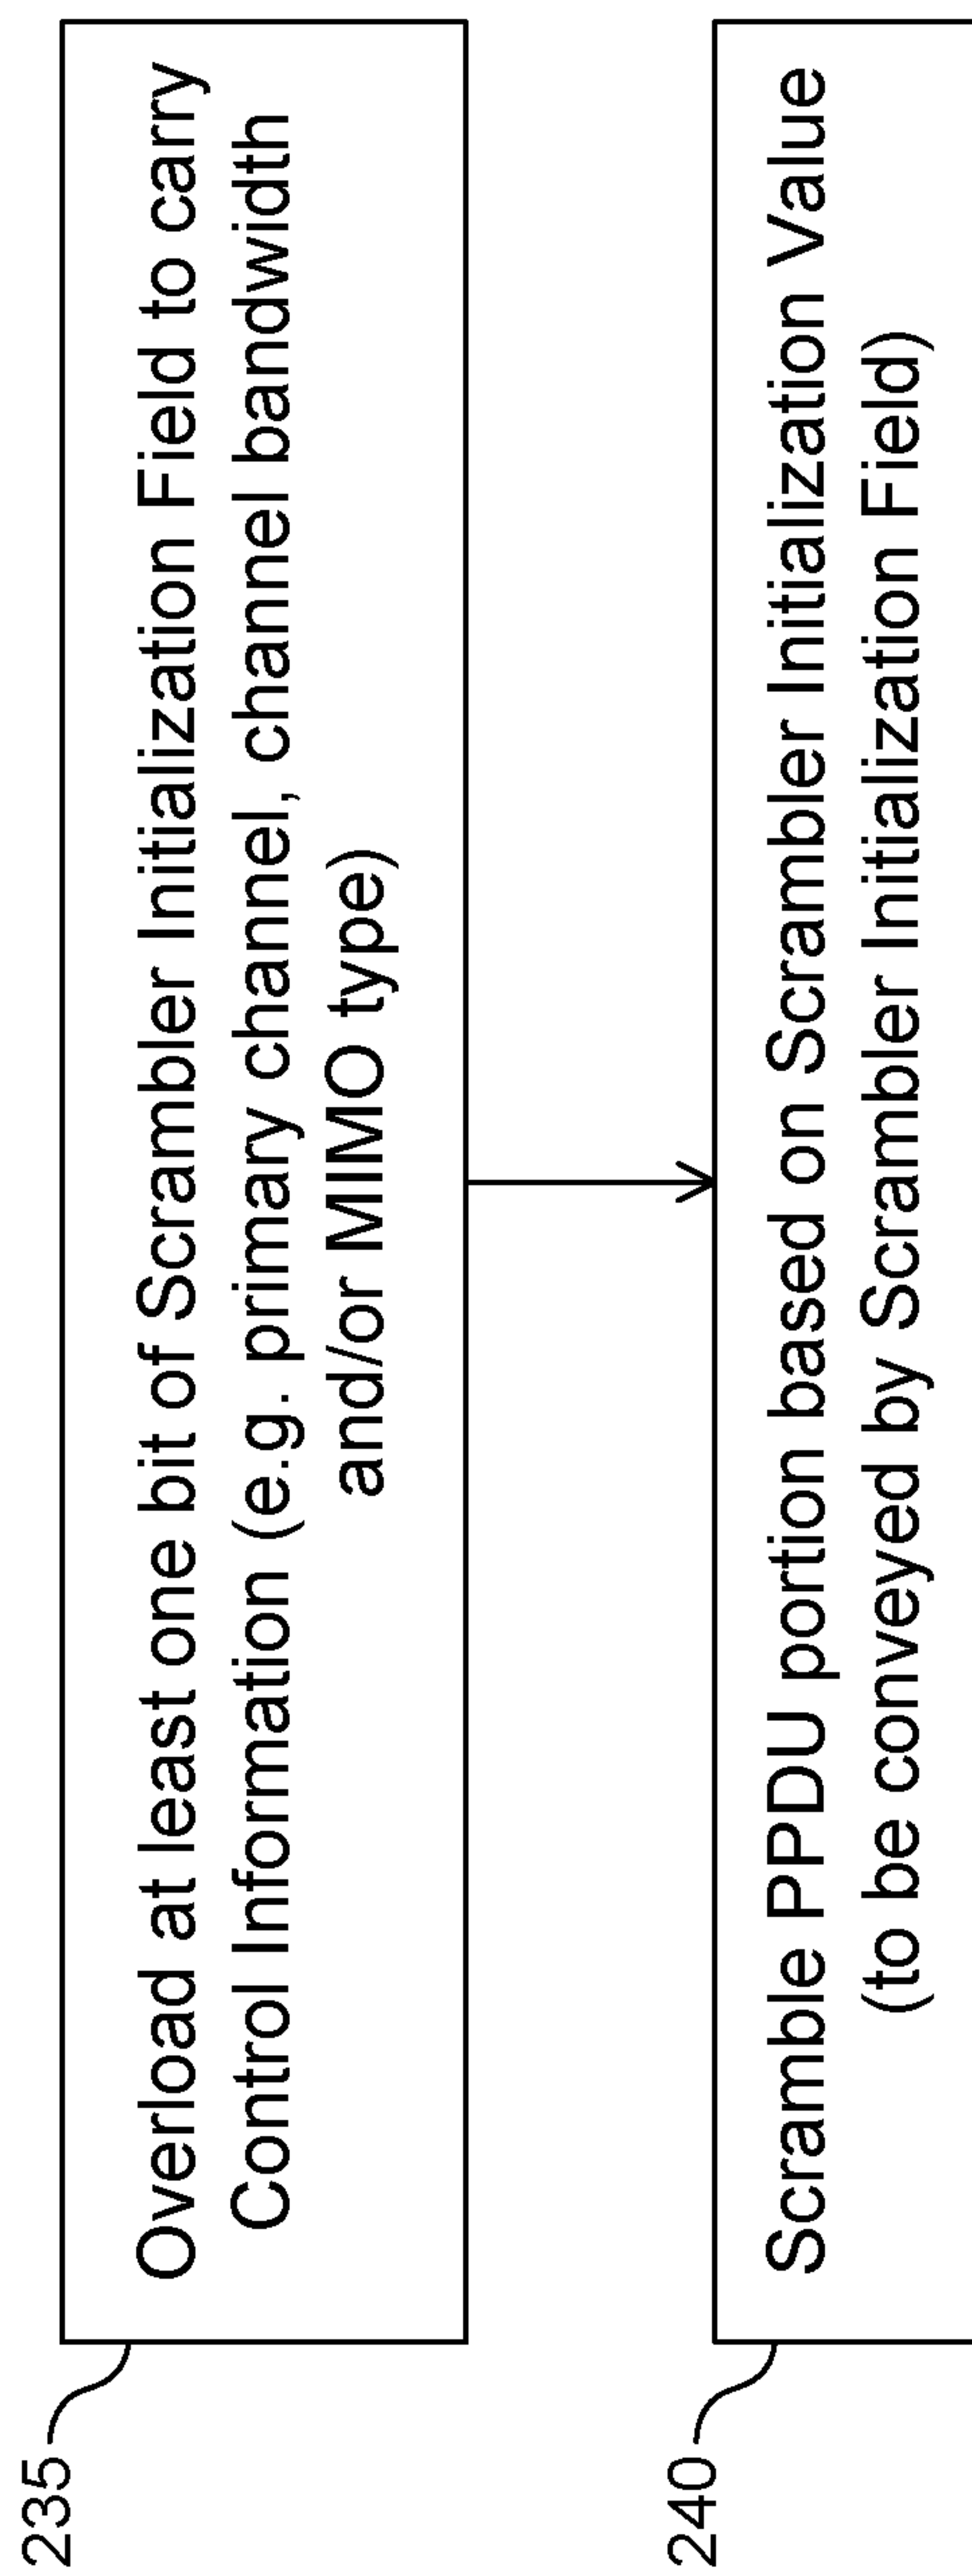 235
Overload at least one bit of Scrambler Initialization Field to carry
Control Information (e.g. primary channel, channel bandwidth
and/or MIMO type)
240
Scramble PPDU portion based on Scrambler Initialization Value
(to be conveyed by Scrambler Initialization Field)